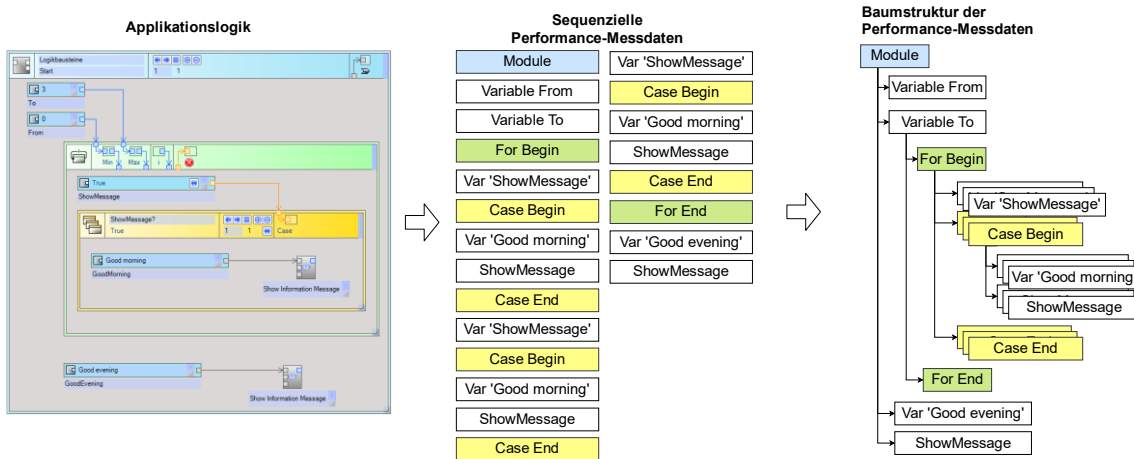 Applikationslogik
Logikbausteine
Start
1 1
3
To
0
From
Min Max i
True
ShowMessage
ShowMessage?
True
1 1 Case
Good morning
GoodMorning
Show Information Message
Good evening
GoodEvening
Show Information Message
Sequenzielle
Performance-Messdaten
Module
Variable From
Variable To
For Begin
Var 'ShowMessage'
Case Begin
Var 'Good morning'
ShowMessage
Case End
Var 'ShowMessage'
Case Begin
Var 'Good morning'
ShowMessage
Case End
Var 'ShowMessage'
Case Begin
Var 'Good morning'
ShowMessage
Case End
For End
Var 'Good evening'
ShowMessage
Baumstruktur der
Performance-Messdaten
Module
Variable From
Variable To
For Begin
Var 'ShowMessage'
Case Begin
Var 'Good morning
ShowMessage
Case End
For End
Var 'Good evening'
ShowMessage